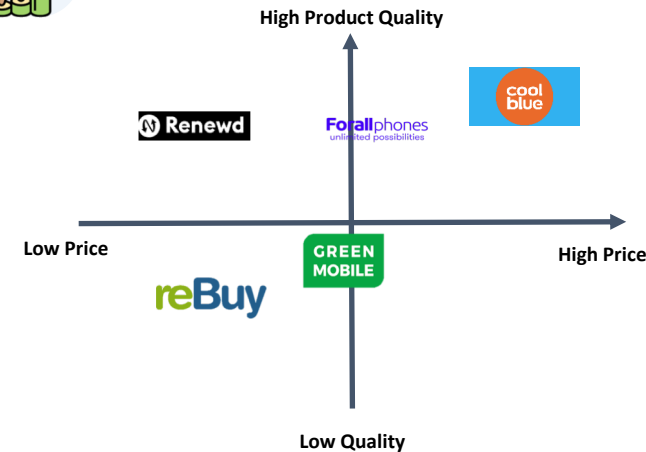 High Product Quality
cool
blue
Renewd
Forallphones
unlimited possibilities
Low Price
High Price
GREEN
MOBILE
reBuy
Low Quality